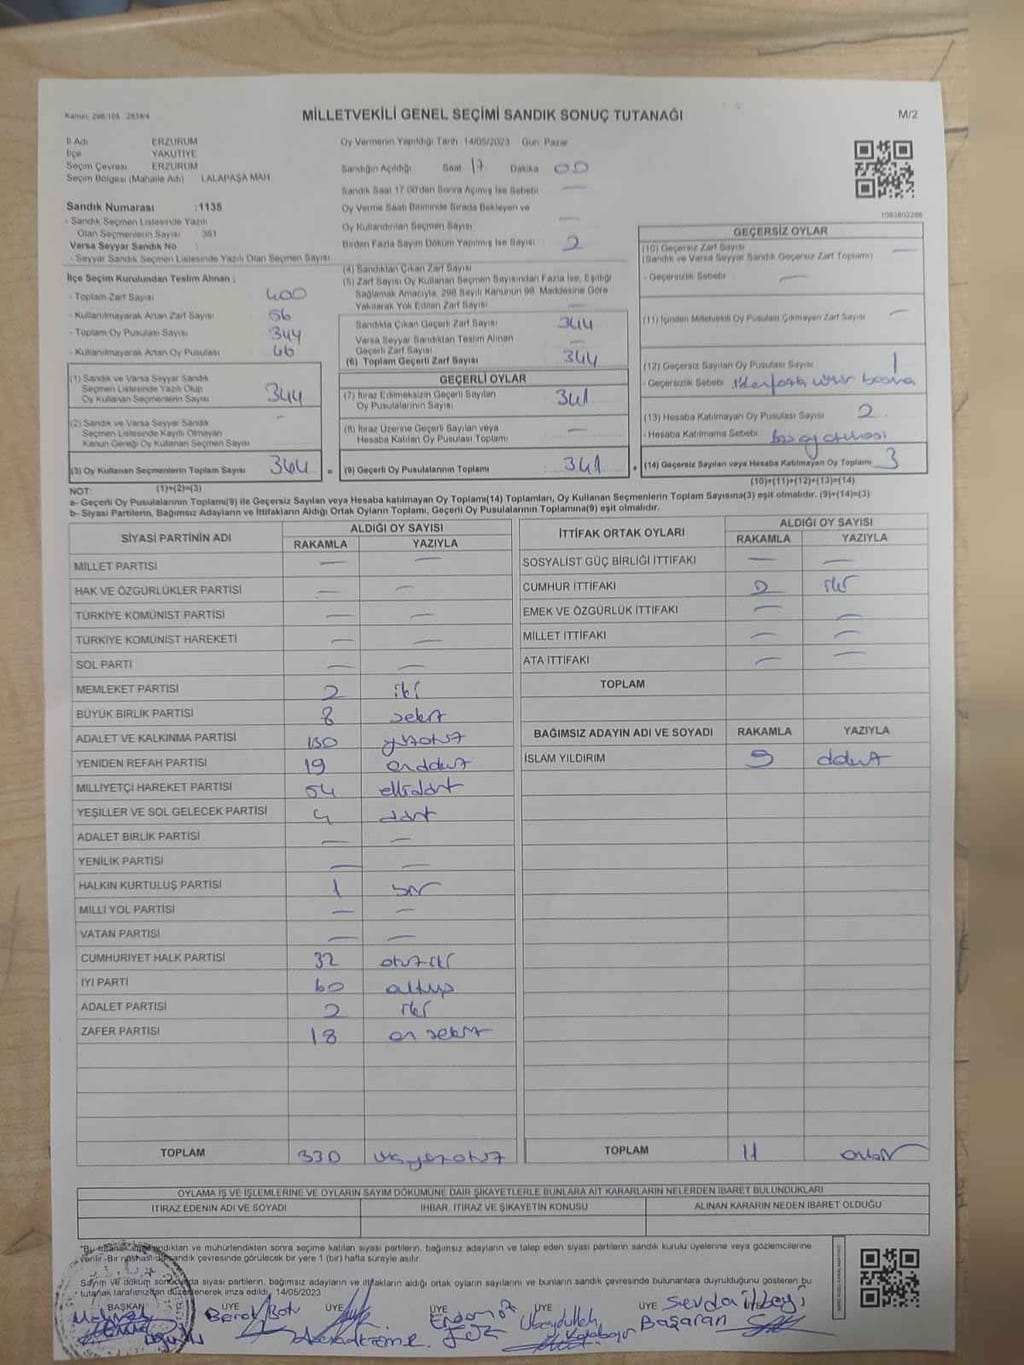 Kanun: 298/105 2839/4
MİLLETVEKİLİ GENEL SEÇİMİ SANDIK SONUÇ TUTANAĞI
M/2
İl Adı ERZURUM
İlçe YAKUTİYE
Seçim Çevresi ERZURUM
Seçim Bölgesi (Mahalle Adı) LALAPAŞA MAH.
Oy Vermenin Yapıldığı Tarih 14/05/2023 Gün: Pazar
Sandığın Açıldığı Saat 17 Dakika 00
Sandık Saat 17.00'den Sonra Açılmış İse Sebebi —
Sandık Numarası :1135
- Sandık Seçmen Listesinde Yazılı
Olan Seçmenlerin Sayısı 381
Varsa Seyyar Sandık No
- Seyyar Sandık Seçmen Listesinde Yazılı Olan Seçmen Sayısı
Oy Verme Saati Bitiminde Sırada Bekleyen ve
Oy Kullandırılan Seçmen Sayısı —
Birden Fazla Sayım Döküm Yapılmış İse Sayısı 2
1083802288
İlçe Seçim Kurulundan Teslim Alınan ;
- Toplam Zarf Sayısı 400
- Kullanılmayarak Artan Zarf Sayısı 56
- Toplam Oy Pusulası Sayısı 344
- Kullanılmayarak Artan Oy Pusulası 46
(1) Sandık ve Varsa Seyyar Sandık
Seçmen Listesinde Yazılı Olup
Oy Kullanan Seçmenlerin Sayısı 344
(2) Sandık ve Varsa Seyyar Sandık
Seçmen Listesinde Kayıtlı Olmayan
Kanun Gereği Oy Kullanan Seçmen Sayısı —
(3) Oy Kullanan Seçmenlerin Toplam Sayısı 344 =
(1)+(2)=(3)
(4) Sandıktan Çıkan Zarf Sayısı
(5) Zarf Sayısı Oy Kullanan Seçmen Sayısından Fazla İse, Eşitliği
Sağlamak Amacıyla, 298 Sayılı Kanunun 98. Maddesine Göre
Yakılarak Yok Edilen Zarf Sayısı —
Sandıkta Çıkan Geçerli Zarf Sayısı 344
Varsa Seyyar Sandıktan Teslim Alınan
Geçerli Zarf Sayısı —
(6) Toplam Geçerli Zarf Sayısı 344
GEÇERLİ OYLAR
(7) İtiraz Edilmeksizin Geçerli Sayılan
Oy Pusulalarının Sayısı 341
(8) İtiraz Üzerine Geçerli Sayılan veya
Hesaba Katılan Oy Pusulası Toplamı —
(9) Geçerli Oy Pusulalarının Toplamı : 341 +
GEÇERSİZ OYLAR
(10) Geçersiz Zarf Sayısı —
(Sandık ve Varsa Seyyar Sandık Geçersiz Zarf Toplamı)
- Geçersizlik Sebebi —
(11) İçinden Milletvekili Oy Pusulası Çıkmayan Zarf Sayısı —
(12) Geçersiz Sayılan Oy Pusulası Sayısı 1
- Geçersizlik Sebebi mühür basma
(13) Hesaba Katılmayan Oy Pusulası Sayısı 2
- Hesaba Katılmama Sebebi
(14) Geçersiz Sayılan veya Hesaba Katılmayan Oy Toplamı 3
(10)+(11)+(12)+(13)=(14)
NOT:
a- Geçerli Oy Pusulalarının Toplamı(9) ile Geçersiz Sayılan veya Hesaba katılmayan Oy Toplamı(14) Toplamları, Oy Kullanan Seçmenlerin Toplam Sayısına(3) eşit olmalıdır. (9)+(14)=(3)
b- Siyasi Partilerin, Bağımsız Adayların ve İttifakların Aldığı Ortak Oyların Toplamı, Geçerli Oy Pusulalarının Toplamına(9) eşit olmalıdır.
SİYASİ PARTİNİN ADI ALDIĞI OY SAYISI
RAKAMLA YAZIYLA
MİLLET PARTİSİ — —
HAK VE ÖZGÜRLÜKLER PARTİSİ — —
TÜRKİYE KOMÜNİST PARTİSİ — —
TÜRKİYE KOMÜNİST HAREKETİ — —
SOL PARTİ — —
MEMLEKET PARTİSİ 2 iki
BÜYÜK BİRLİK PARTİSİ 8 sekiz
ADALET VE KALKINMA PARTİSİ 130 yüzotuz
YENİDEN REFAH PARTİSİ 19 ondokuz
MİLLİYETÇİ HAREKET PARTİSİ 54 ellidört
YEŞİLLER VE SOL GELECEK PARTİSİ 4 dört
ADALET BİRLİK PARTİSİ — —
YENİLİK PARTİSİ — —
HALKIN KURTULUŞ PARTİSİ 1 bir
MİLLİ YOL PARTİSİ — —
VATAN PARTİSİ — —
CUMHURİYET HALK PARTİSİ 32 otuz iki
İYİ PARTİ 60 altmış
ADALET PARTİSİ 2 iki
ZAFER PARTİSİ 18 on sekiz
TOPLAM 330 üçyüzotuz
İTTİFAK ORTAK OYLARI ALDIĞI OY SAYISI
RAKAMLA YAZIYLA
SOSYALİST GÜÇ BİRLİĞİ İTTİFAKI — —
CUMHUR İTTİFAKI 2 iki
EMEK VE ÖZGÜRLÜK İTTİFAKI — —
MİLLET İTTİFAKI — —
ATA İTTİFAKI — —
TOPLAM
BAĞIMSIZ ADAYIN ADI VE SOYADI RAKAMLA YAZIYLA
İSLAM YILDIRIM 9 dokuz
TOPLAM 11 onbir
OYLAMA İŞ VE İŞLEMLERİNE VE OYLARIN SAYIM DÖKÜMÜNE DAİR ŞİKAYETLERLE BUNLARA AİT KARARLARIN NELERDEN İBARET BULUNDUKLARI
İTİRAZ EDENİN ADI VE SOYADI İHBAR, İTİRAZ VE ŞİKAYETİN KONUSU ALINAN KARARIN NEDEN İBARET OLDUĞU
"Bu tutanak imzalandıktan ve mühürlendikten sonra seçime katılan siyasi partilerin, bağımsız adayların ve talep eden siyasi partilerin sandık kurulu üyelerine veya gözlemcilerine
verilir. Bir nüshası da sandık çevresinde görülecek bir yere 1 (bir) hafta süreyle asılır.
Sayım ve döküm sonucunda siyasi partilerin, bağımsız adayların ve ittifakların aldığı ortak oyların sayılarını ve bunların sandık çevresinde bulunanlara duyurulduğunu gösteren bu
tutanak tarafımızdan düzenlenerek imza edildi. 14/05/2023
BAŞKAN ÜYE ÜYE ÜYE ÜYE ÜYE
Sevda
Başaran
Ubeydullah